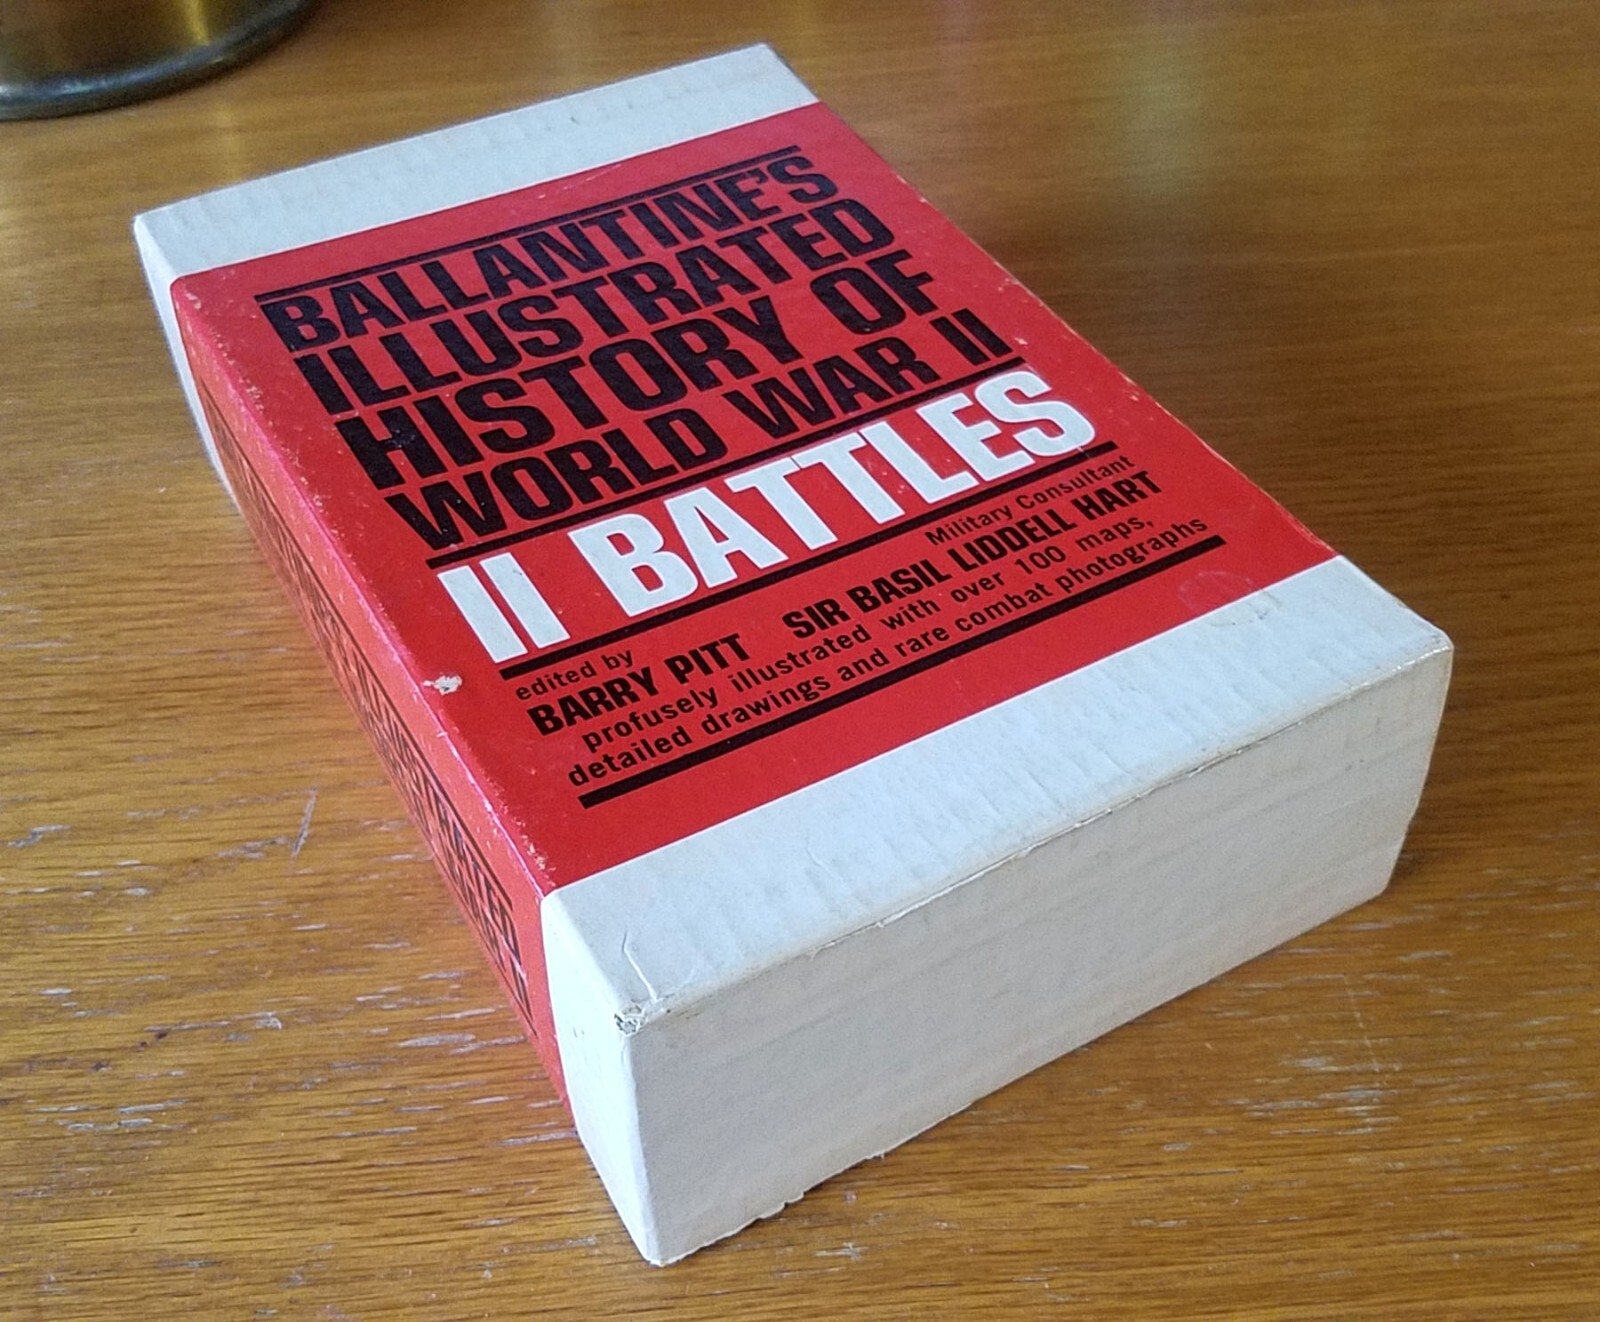 BALLANTINE'S
ILLUSTRATED
HISTORY OF
WORLD WAR II
II BATTLES
edited by
BARRY PITT
Military Consultant
SIR BASIL LIDDELL HART
profusely illustrated with over 100 maps,
detailed drawings and rare combat photographs